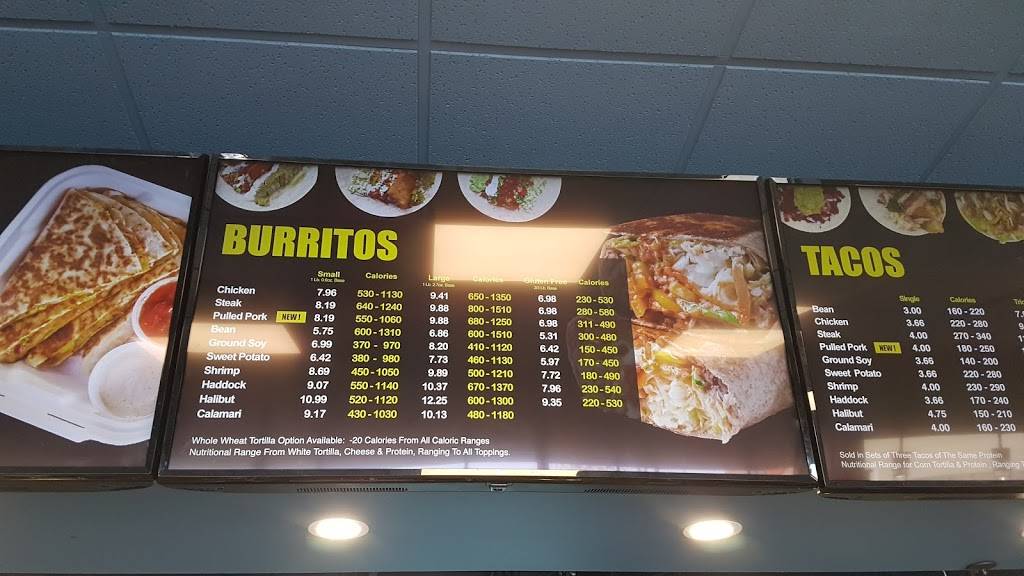 BURRITOS
Small Calories Large Calories Gluten Free Calories
Chicken 7.96 530 - 1130 9.41 650 - 1350 6.98 230 - 530
Steak 8.19 640 - 1240 9.88 800 - 1510 6.98 280 - 580
Pulled Pork NEW! 8.19 550 - 1060 9.88 680 - 1250 6.98 311 - 490
Bean 5.75 600 - 1310 6.86 600 - 1510 5.31 300 - 480
Ground Soy 6.99 370 - 970 8.20 410 - 1120 6.42 150 - 450
Sweet Potato 6.42 380 - 980 7.73 460 - 1130 5.97 170 - 450
Shrimp 8.69 450 - 1050 9.89 500 - 1210 7.72 180 - 490
Haddock 9.07 550 - 1140 10.37 670 - 1370 7.96 230 - 540
Halibut 10.99 520 - 1120 12.25 600 - 1300 9.35 220 - 530
Calamari 9.17 430 - 1030 10.13 480 - 1180
Whole Wheat Tortilla Option Available: -20 Calories From All Caloric Ranges
Nutritional Range From White Tortilla, Cheese & Protein, Ranging To All Toppings.
TACOS
Single Calories
Bean 3.00 160 - 220
Chicken 3.66 220 - 280
Steak 4.00 270 - 340
Pulled Pork NEW! 4.00 180 - 250
Ground Soy 3.66 140 - 200
Sweet Potato 3.66 220 - 280
Shrimp 4.00 230 - 290
Haddock 3.66 170 - 240
Halibut 4.75 150 - 210
Calamari 4.00 160 - 230
Sold in Sets of Three Tacos of The Same Protein
Nutritional Range for Corn Tortilla & Protein, Ranging